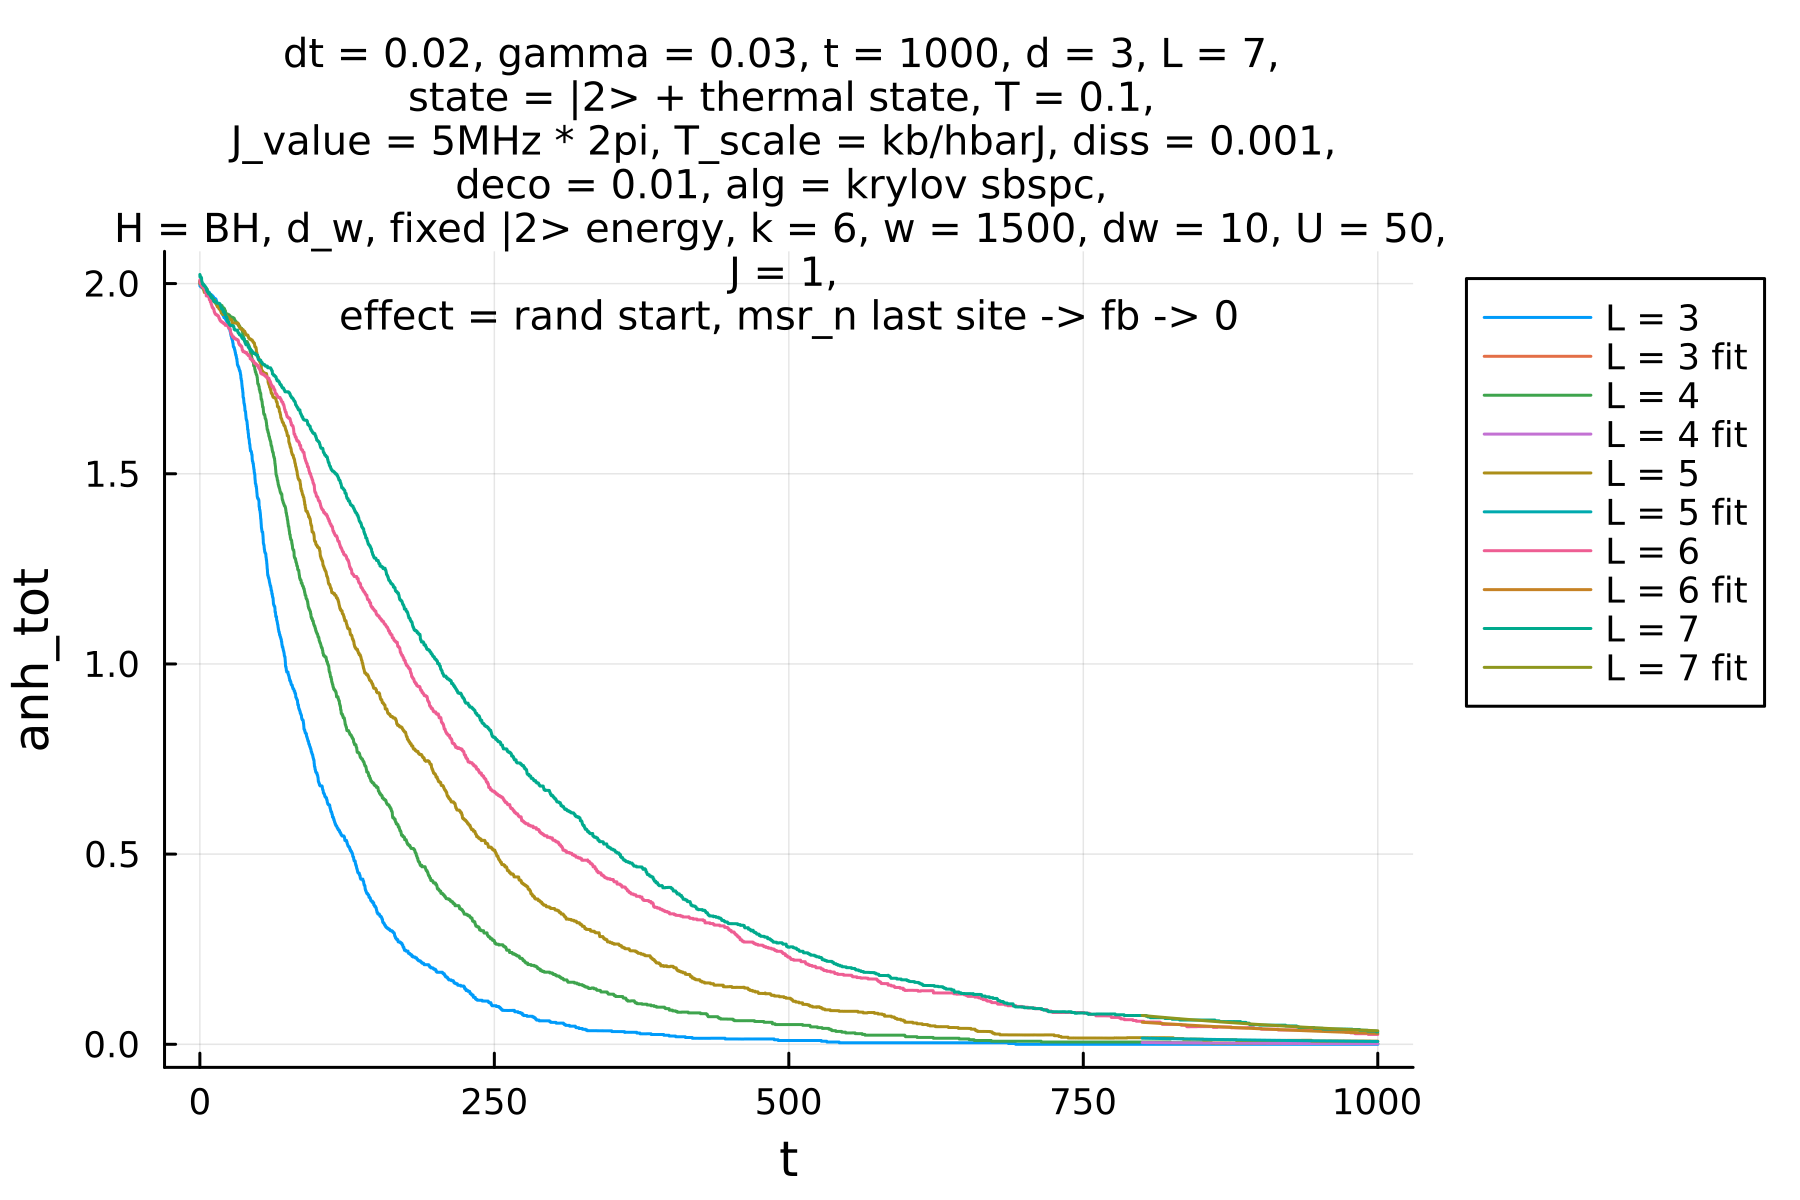 dt = 0.02, gamma = 0.03, t = 1000, d = 3, L = 7,
state = |2> + thermal state, T = 0.1,
J_value = 5MHz * 2pi, T_scale = kb/hbarJ, diss = 0.001,
deco = 0.01, alg = krylov sbspc,
H = BH, d_w, fixed |2> energy, k = 6, w = 1500, dw = 10, U = 50,
J = 1,
effect = rand start, msr_n last site -> fb -> 0
2.0
1.5
1.0
0.5
0.0
anh_tot
0
250
500
750
1000
t
L = 3
L = 3 fit
L = 4
L = 4 fit
L = 5
L = 5 fit
L = 6
L = 6 fit
L = 7
L = 7 fit